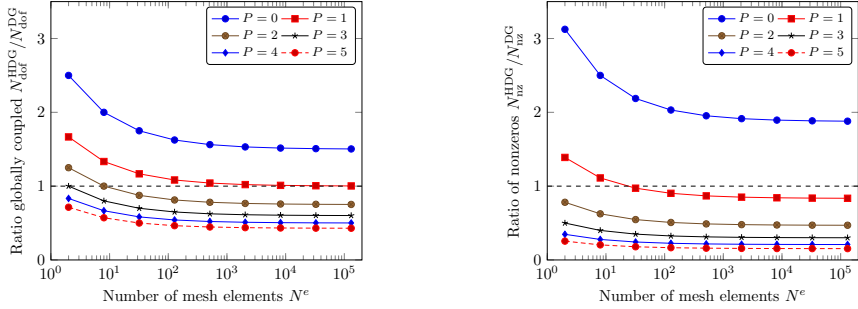 P = 0 P = 1
P = 2 P = 3
P = 4 P = 5
3
2
1
0
10^0 10^1 10^2 10^3 10^4 10^5
Number of mesh elements N^e
Ratio globally coupled N_dof^HDG/N_dof^DG
P = 0 P = 1
P = 2 P = 3
P = 4 P = 5
3
2
1
0
10^0 10^1 10^2 10^3 10^4 10^5
Number of mesh elements N^e
Ratio of nonzeros N_nz^HDG/N_nz^DG